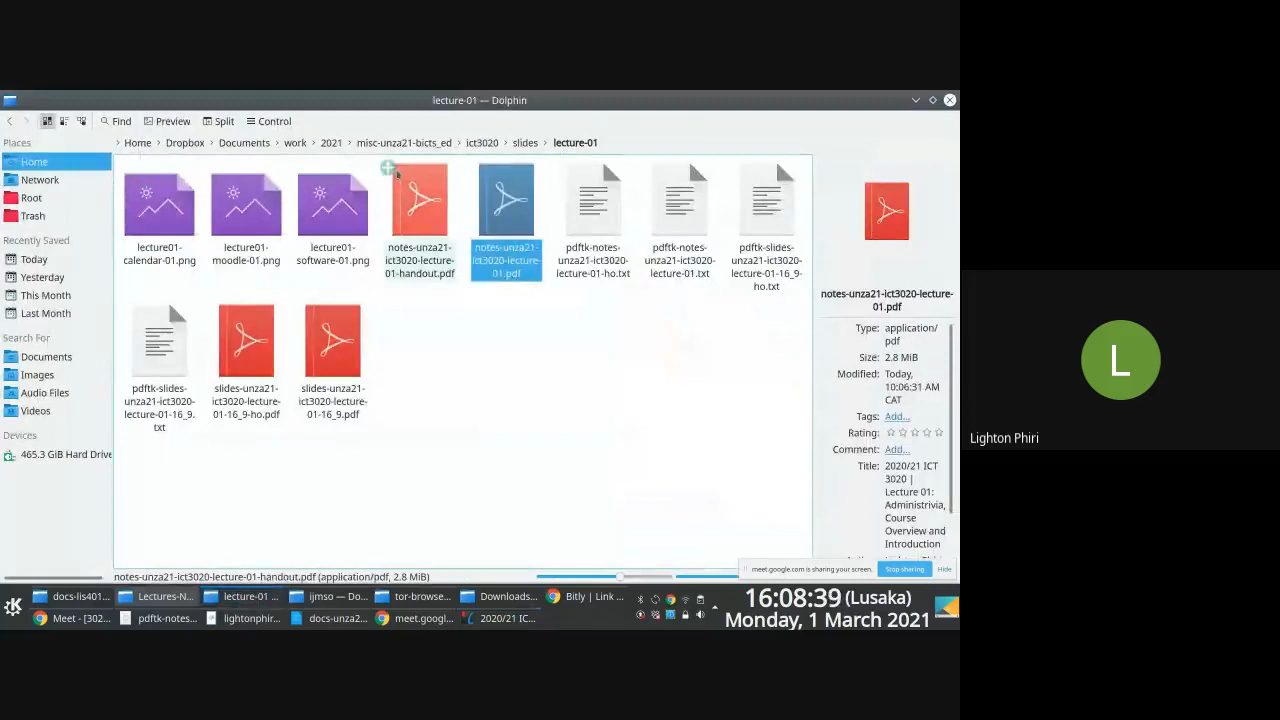 lecture-01 — Dolphin
Find Preview Split Control
Places
Home
Network
Root
Trash
Recently Saved
Today
Yesterday
This Month
Last Month
Search For
Documents
Images
Audio Files
Videos
Devices
465.3 GiB Hard Drive
Home > Dropbox > Documents > work > 2021 > misc-unza21-bicts_ed > ict3020 > slides > lecture-01
lecture01-
calendar-01.png
lecture01-
moodle-01.png
lecture01-
software-01.png
notes-unza21-
ict3020-lecture-
01-handout.pdf
notes-unza21-
ict3020-lecture-
01.pdf
pdftk-notes-
unza21-ict3020-
lecture-01-ho.txt
pdftk-notes-
unza21-ict3020-
lecture-01.txt
pdftk-slides-
unza21-ict3020-
lecture-01-16_9-
ho.txt
pdftk-slides-
unza21-ict3020-
lecture-01-16_9.
txt
slides-unza21-
ict3020-lecture-
01-16_9-ho.pdf
slides-unza21-
ict3020-lecture-
01-16_9.pdf
notes-unza21-ict3020-lecture-
01.pdf
Type: application/
pdf
Size: 2.8 MiB
Modified: Today,
10:06:31 AM
CAT
Tags: Add...
Rating:
Comment: Add...
Title: 2020/21 ICT
3020 |
Lecture 01:
Administrivia,
Course
Overview and
Introduction
notes-unza21-ict3020-lecture-01-handout.pdf (application/pdf, 2.8 MiB)
meet.google.com is sharing your screen. Stop sharing Hide
docs-lis401... Lectures-N... lecture-01 ... ijmso — Do... tor-browse... Downloads... Bitly | Link ...
Meet - [302... pdftk-notes... lightonphir... docs-unza2... meet.googl... 2020/21 IC...
16:08:39 (Lusaka)
Monday, 1 March 2021
L
Lighton Phiri